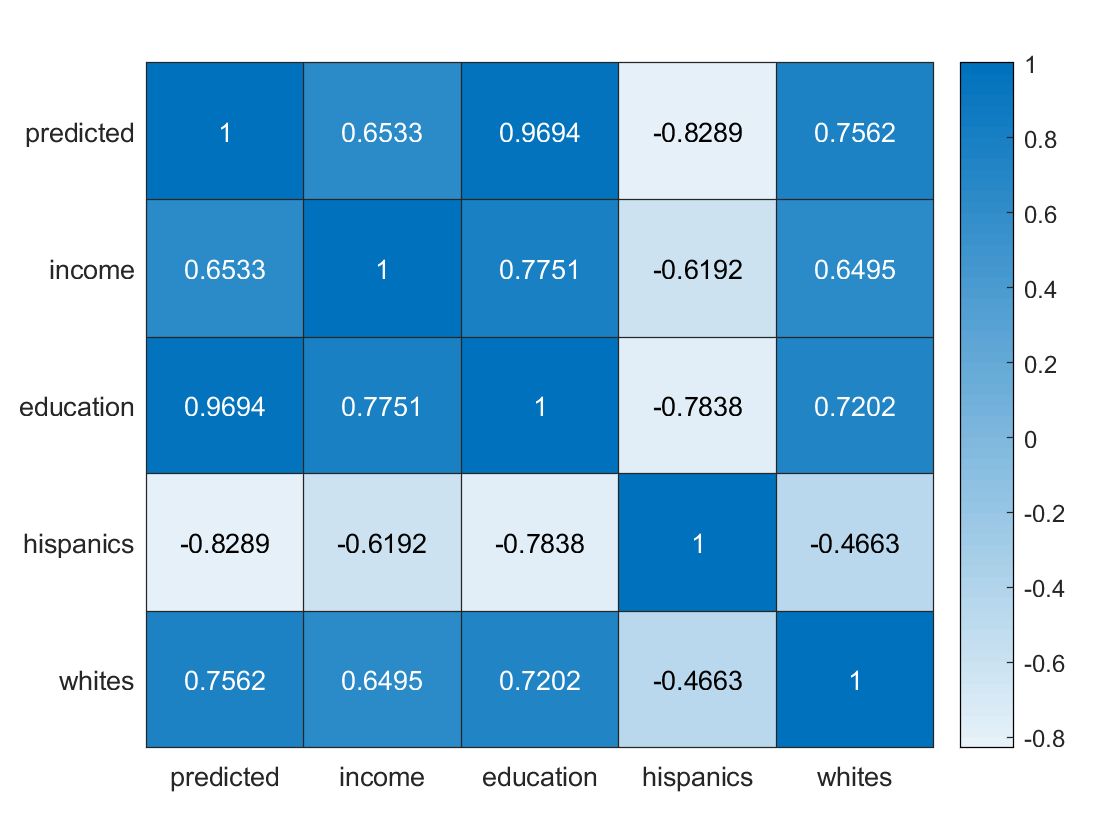 predicted 1 0.6533 0.9694 -0.8289 0.7562
income 0.6533 1 0.7751 -0.6192 0.6495
education 0.9694 0.7751 1 -0.7838 0.7202
hispanics -0.8289 -0.6192 -0.7838 1 -0.4663
whites 0.7562 0.6495 0.7202 -0.4663 1
predicted income education hispanics whites
1
0.8
0.6
0.4
0.2
0
-0.2
-0.4
-0.6
-0.8